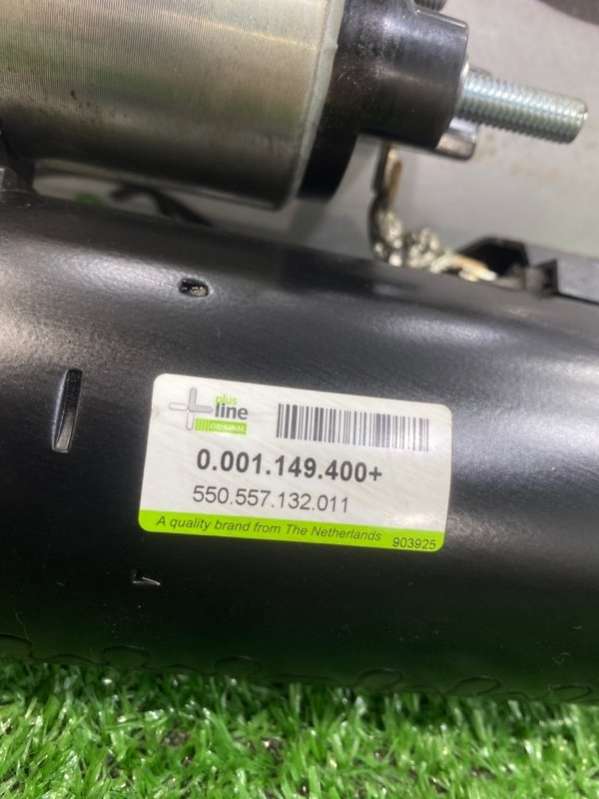 plus
line
ORIGINAL
0.001.149.400+
550.557.132.011
A quality brand from The Netherlands
903925